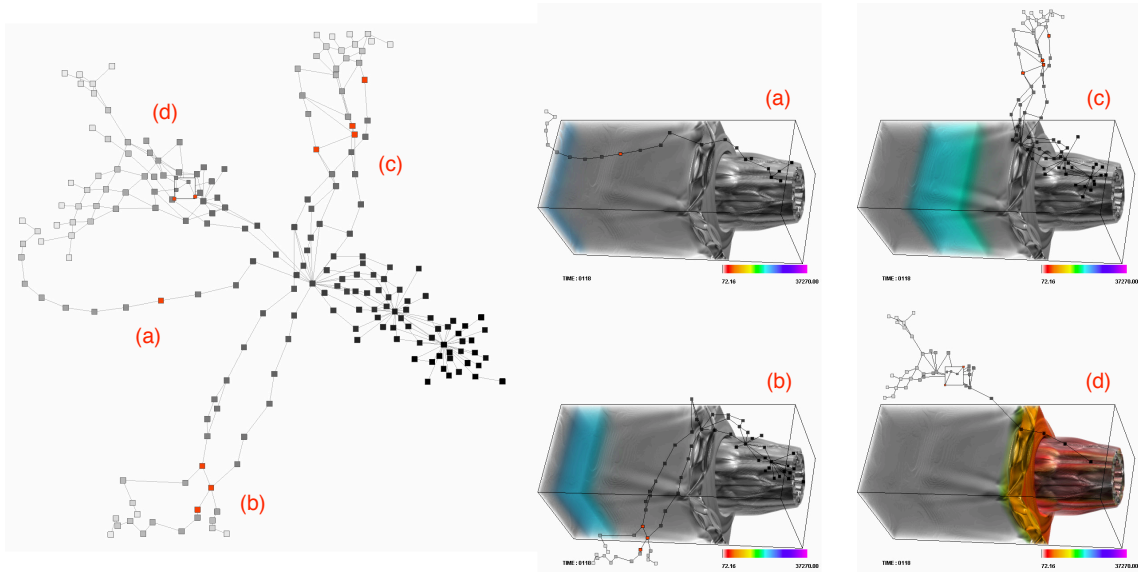 (d)
(c)
(a)
(b)
(a)
TIME : 0118
72.16
37270.00
(c)
TIME : 0118
72.16
37270.00
(b)
TIME : 0118
72.16
37270.00
(d)
TIME : 0118
72.16
37270.00